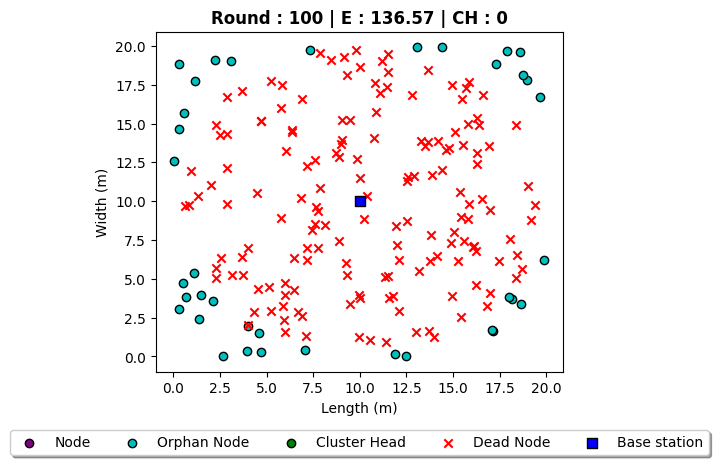 Round : 100 | E : 136.57 | CH : 0
Width (m)
20.0
17.5
15.0
12.5
10.0
7.5
5.0
2.5
0.0
0.0 2.5 5.0 7.5 10.0 12.5 15.0 17.5 20.0
Length (m)
Node Orphan Node Cluster Head Dead Node Base station